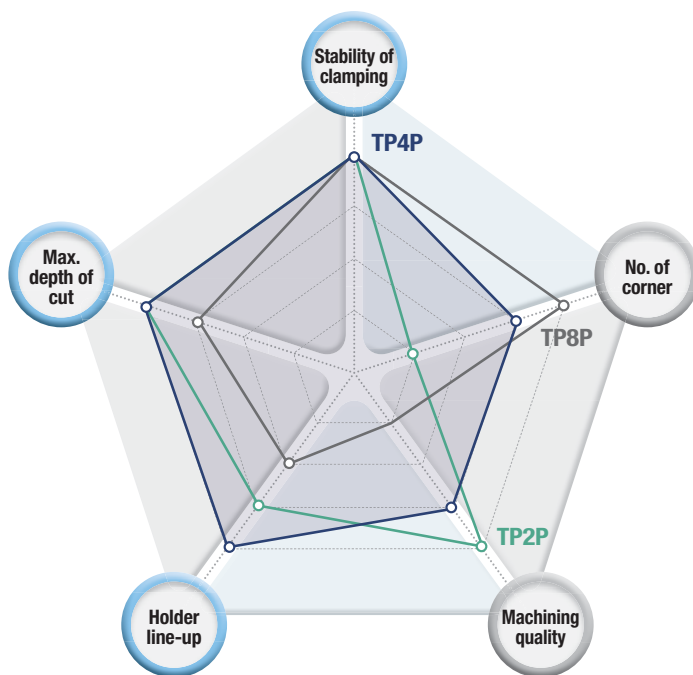 Stability of
clamping
TP4P
Max.
depth of
cut
No. of
corner
TP8P
TP2P
Holder
line-up
Machining
quality